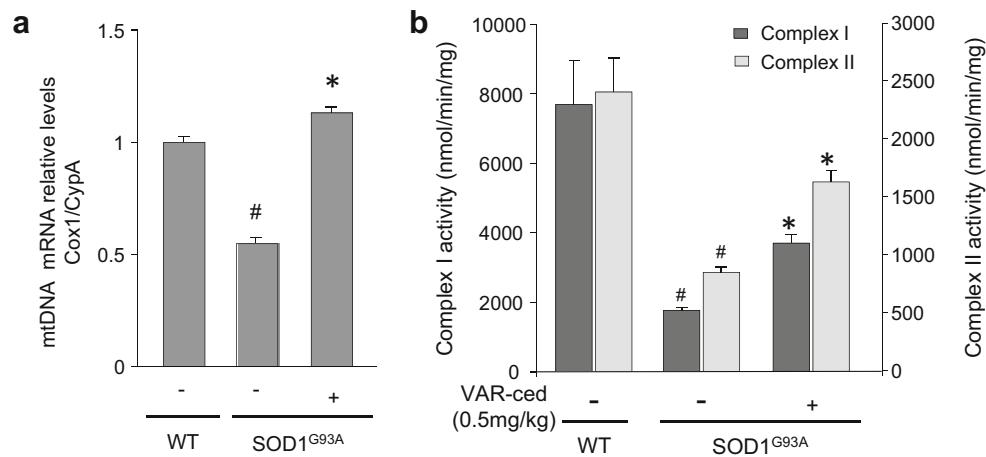 a
mtDNA mRNA relative levels
Cox1/CypA
1.5
1
0.5
0
#
*
- - +
WT SOD1G93A
b
Complex I activity (nmol/min/mg)
10000
8000
6000
4000
2000
0
Complex I
Complex II
# #
* *
3000
2500
2000
1500
1000
500
0
Complex II activity (nmol/min/mg)
VAR-ced
(0.5mg/kg)
- - +
WT SOD1G93A